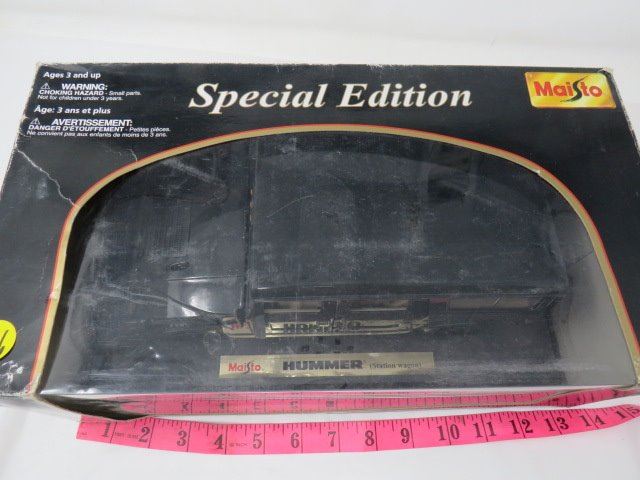 Ages 3 and up
WARNING:
CHOKING HAZARD - Small parts.
Not for children under 3 years.
Age: 3 ans et plus
AVERTISSEMENT:
DANGER D'ÉTOUFFEMENT - Petites pièces.
Ne convient pas aux enfants de moins de 3 ans.
Special Edition
Maisto
Maisto HUMMER (Station wagon)
1 2 3 4 5 6 7 8 9 10 11 12 13 14 15 16